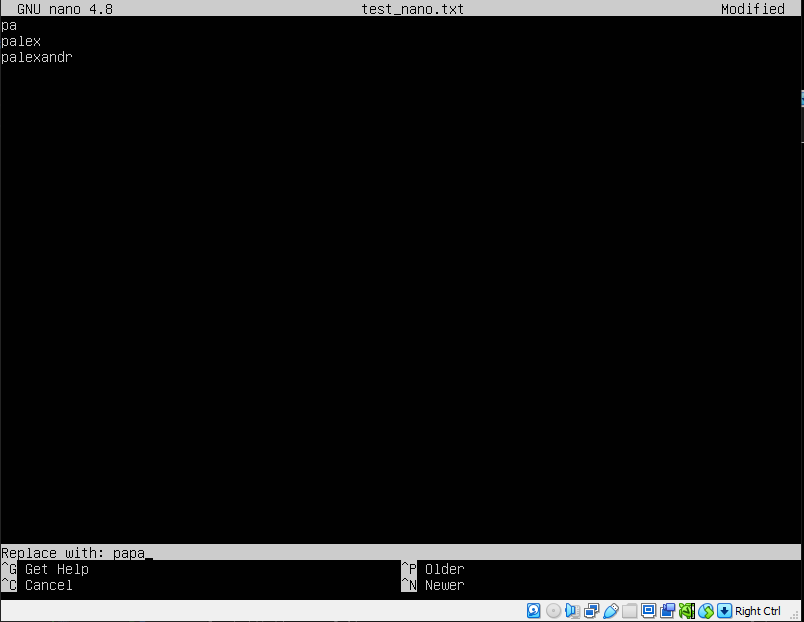 GNU nano 4.8 test_nano.txt Modified
pa
palex
palexandr
Replace with: papa_
^G Get Help ^P Older
^C Cancel ^N Newer
Right Ctrl